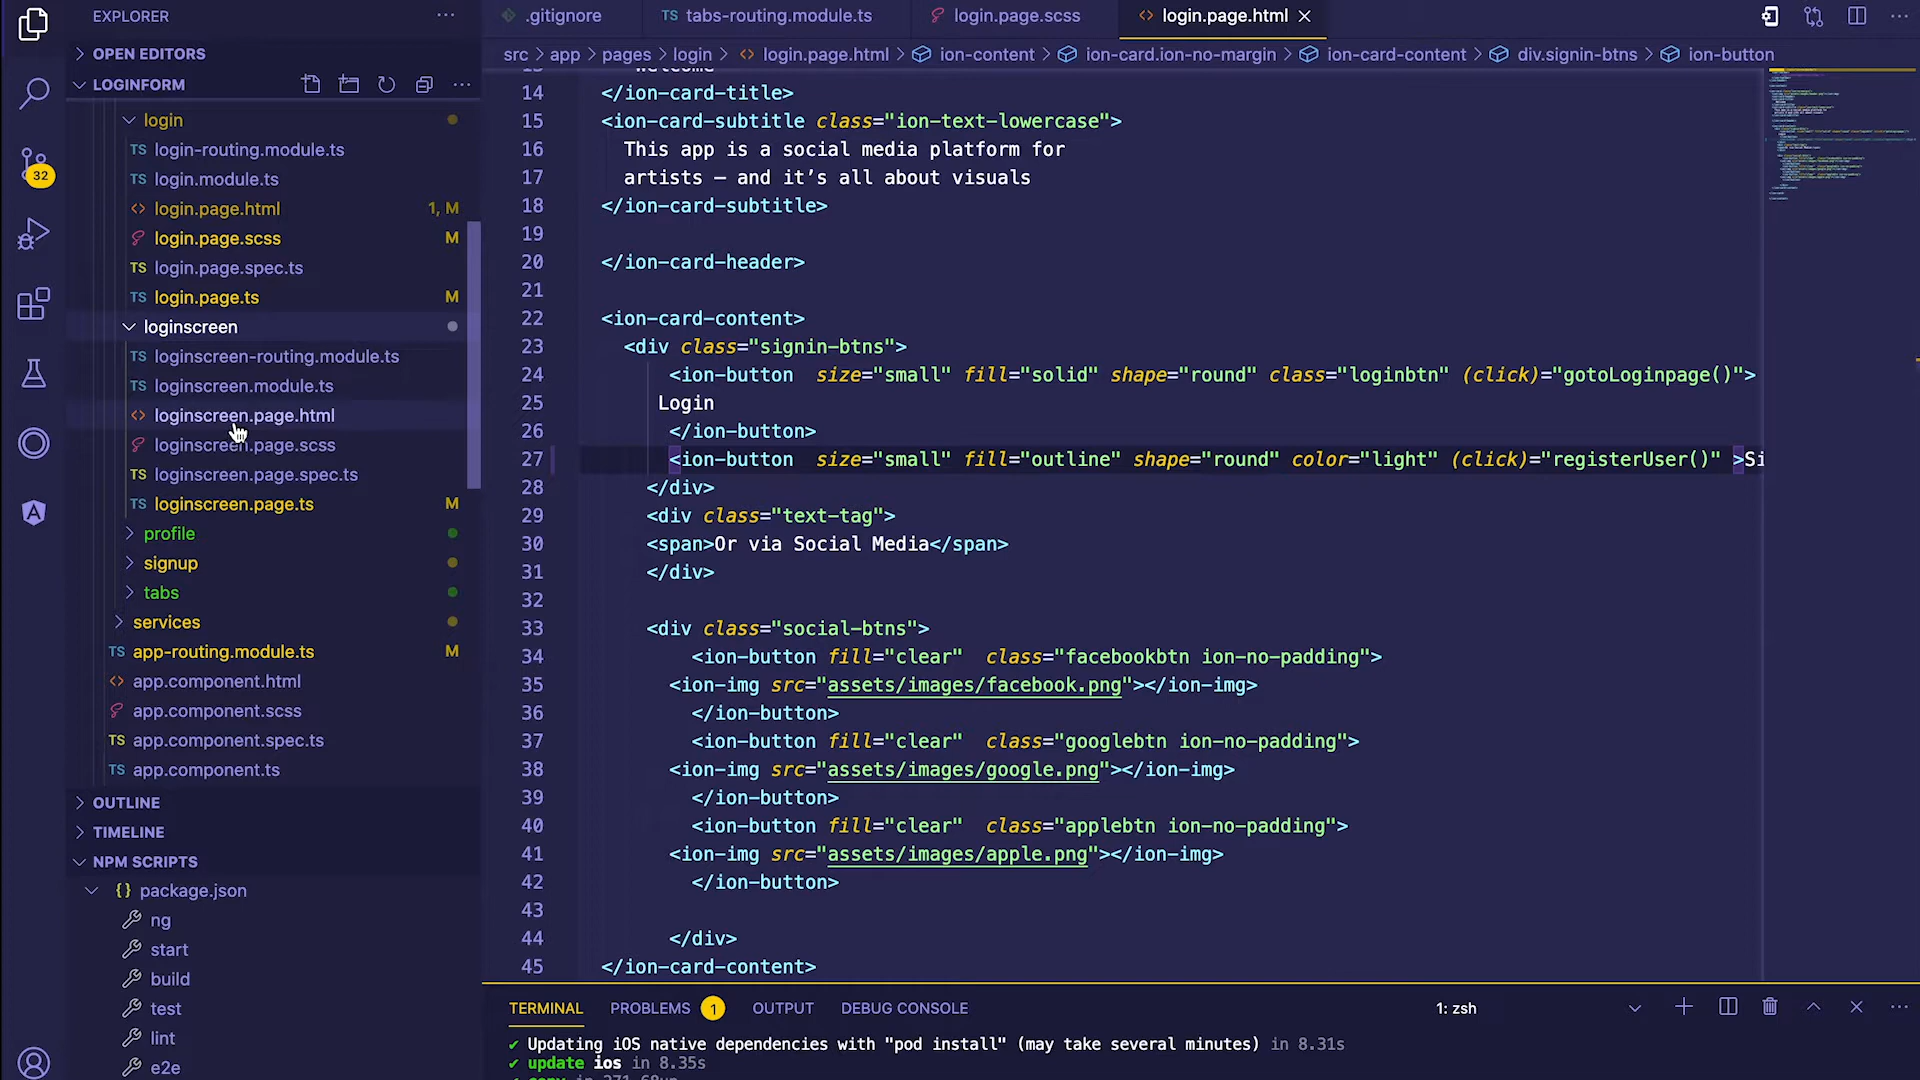 EXPLORER
.gitignore
TS tabs-routing.module.ts
login.page.scss
login.page.html
OPEN EDITORS
src > app > pages > login > login.page.html > ion-content > ion-card.ion-no-margin > ion-card-content > div.signin-btns > ion-button
LOGINFORM
login
TS login-routing.module.ts
TS login.module.ts
login.page.html 1, M
login.page.scss M
TS login.page.spec.ts
TS login.page.ts M
loginscreen
TS loginscreen-routing.module.ts
TS loginscreen.module.ts
loginscreen.page.html
loginscreen.page.scss
TS loginscreen.page.spec.ts
TS loginscreen.page.ts M
profile
signup
tabs
services
TS app-routing.module.ts M
app.component.html
app.component.scss
TS app.component.spec.ts
TS app.component.ts
OUTLINE
TIMELINE
NPM SCRIPTS
{} package.json
ng
start
build
test
lint
e2e
32
14 </ion-card-title>
15 <ion-card-subtitle class="ion-text-lowercase">
16 This app is a social media platform for
17 artists – and it’s all about visuals
18 </ion-card-subtitle>
19
20 </ion-card-header>
21
22 <ion-card-content>
23 <div class="signin-btns">
24 <ion-button size="small" fill="solid" shape="round" class="loginbtn" (click)="gotoLoginpage()">
25 Login
26 </ion-button>
27 <ion-button size="small" fill="outline" shape="round" color="light" (click)="registerUser()" >Si
28 </div>
29 <div class="text-tag">
30 <span>Or via Social Media</span>
31 </div>
32
33 <div class="social-btns">
34 <ion-button fill="clear" class="facebookbtn ion-no-padding">
35 <ion-img src="assets/images/facebook.png"></ion-img>
36 </ion-button>
37 <ion-button fill="clear" class="googlebtn ion-no-padding">
38 <ion-img src="assets/images/google.png"></ion-img>
39 </ion-button>
40 <ion-button fill="clear" class="applebtn ion-no-padding">
41 <ion-img src="assets/images/apple.png"></ion-img>
42 </ion-button>
43
44 </div>
45 </ion-card-content>
TERMINAL PROBLEMS 1 OUTPUT DEBUG CONSOLE 1: zsh
✔ Updating iOS native dependencies with "pod install" (may take several minutes) in 8.31s
✔ update ios in 8.35s